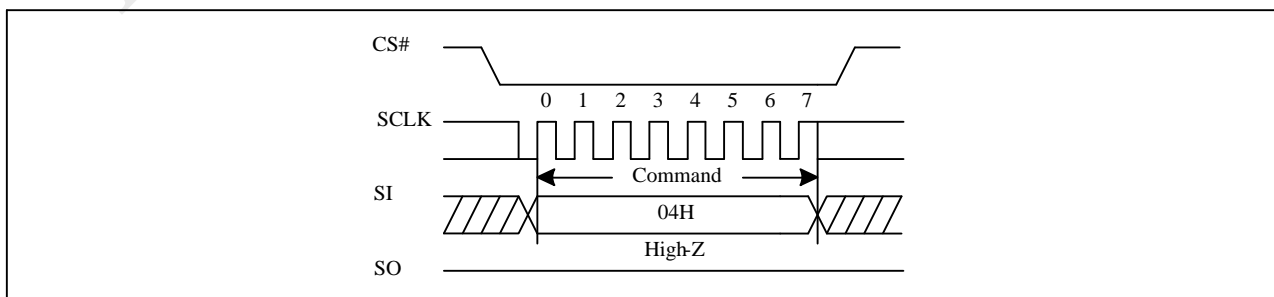 CS#
0 1 2 3 4 5 6 7
SCLK
Command
SI
04H
High-Z
SO